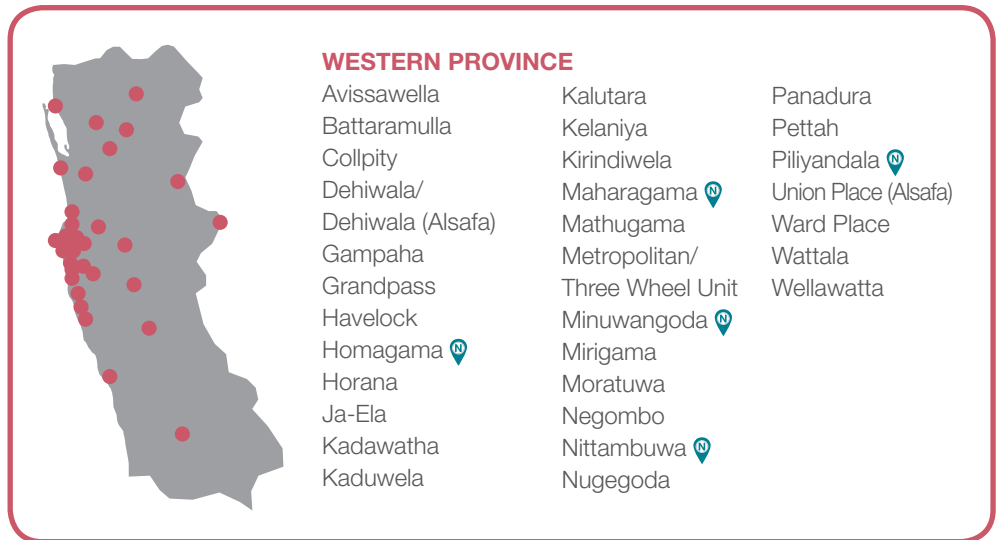 WESTERN PROVINCE
Avissawella
Battaramulla
Collpity
Dehiwala/
Dehiwala (Alsafa)
Gampaha
Grandpass
Havelock
Homagama N
Horana
Ja-Ela
Kadawatha
Kaduwela
Kalutara
Kelaniya
Kirindiwela
Maharagama N
Mathugama
Metropolitan/
Three Wheel Unit
Minuwangoda N
Mirigama
Moratuwa
Negombo
Nittambuwa N
Nugegoda
Panadura
Pettah
Piliyandala N
Union Place (Alsafa)
Ward Place
Wattala
Wellawatta